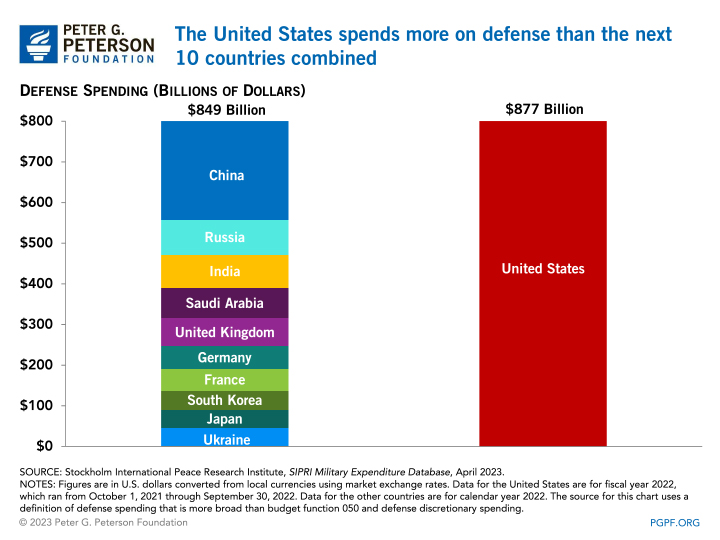 PETER G.
PETERSON
FOUNDATION
The United States spends more on defense than the next
10 countries combined
DEFENSE SPENDING (BILLIONS OF DOLLARS)
$849 Billion
$877 Billion
$800
$700
$600
$500
$400
$300
$200
$100
$0
China
Russia
India
Saudi Arabia
United Kingdom
Germany
France
South Korea
Japan
Ukraine
United States
SOURCE: Stockholm International Peace Research Institute, SIPRI Military Expenditure Database, April 2023.
NOTES: Figures are in U.S. dollars converted from local currencies using market exchange rates. Data for the United States are for fiscal year 2022,
which ran from October 1, 2021 through September 30, 2022. Data for the other countries are for calendar year 2022. The source for this chart uses a
definition of defense spending that is more broad than budget function 050 and defense discretionary spending.
© 2023 Peter G. Peterson Foundation
PGPF.ORG